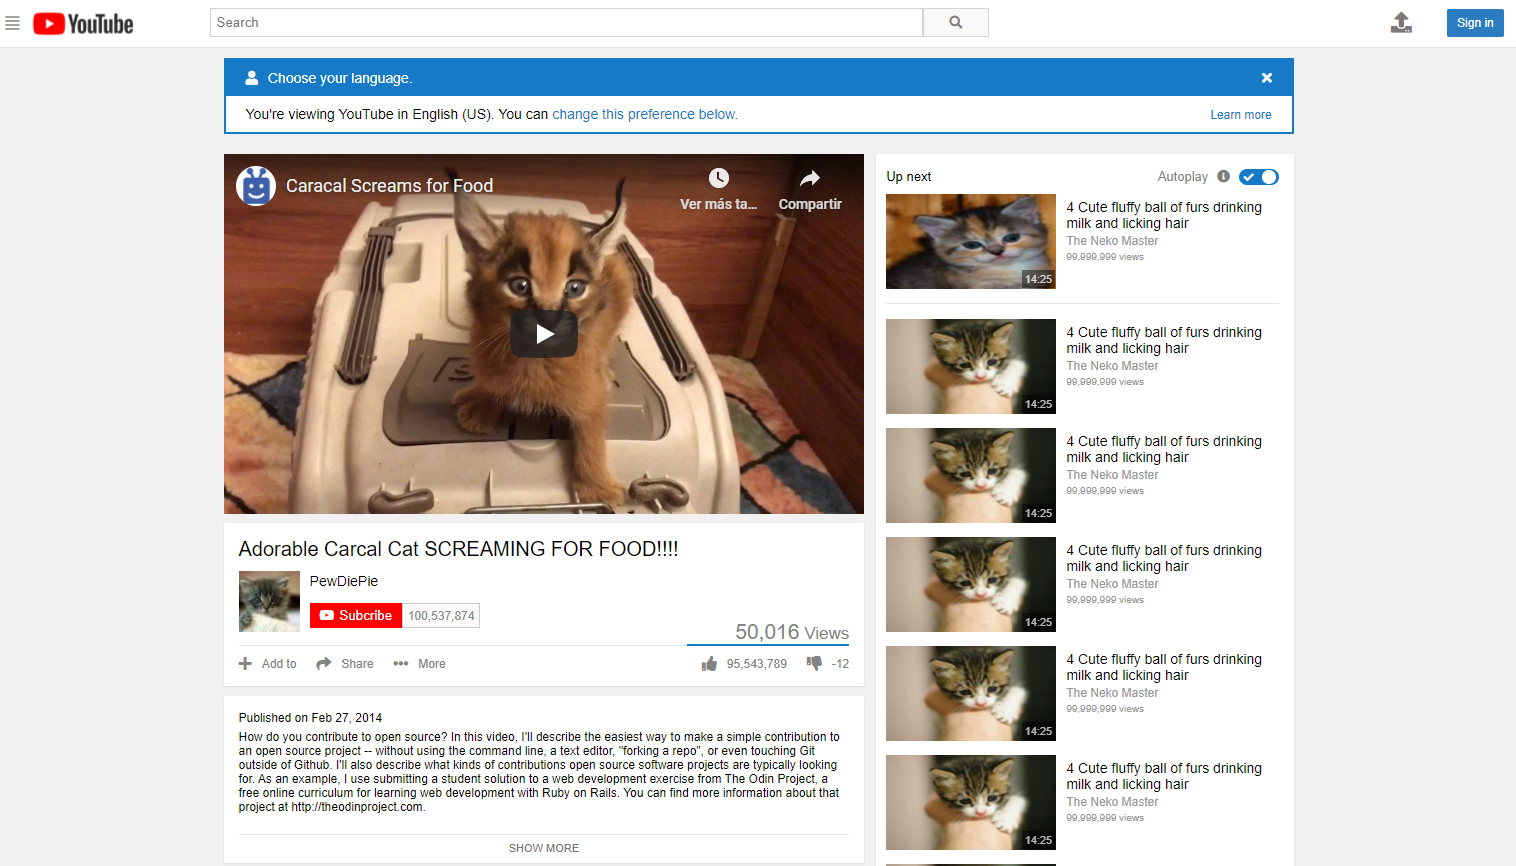 YouTube
Search
Sign in
Choose your language.
You're viewing YouTube in English (US). You can change this preference below.
Learn more
Caracal Screams for Food
Ver más ta...
Compartir
Adorable Carcal Cat SCREAMING FOR FOOD!!!!
PewDiePie
Subcribe 100,537,874
50,016 Views
Add to Share More
95,543,789 -12
Published on Feb 27, 2014
How do you contribute to open source? In this video, I'll describe the easiest way to make a simple contribution to
an open source project -- without using the command line, a text editor, "forking a repo", or even touching Git
outside of Github. I'll also describe what kinds of contributions open source software projects are typically looking
for. As an example, I use submitting a student solution to a web development exercise from The Odin Project, a
free online curriculum for learning web development with Ruby on Rails. You can find more information about that
project at http://theodinproject.com.
SHOW MORE
Up next
Autoplay
4 Cute fluffy ball of furs drinking
milk and licking hair
The Neko Master
99,999,999 views
14:25
4 Cute fluffy ball of furs drinking
milk and licking hair
The Neko Master
99,999,999 views
14:25
4 Cute fluffy ball of furs drinking
milk and licking hair
The Neko Master
99,999,999 views
14:25
4 Cute fluffy ball of furs drinking
milk and licking hair
The Neko Master
99,999,999 views
14:25
4 Cute fluffy ball of furs drinking
milk and licking hair
The Neko Master
99,999,999 views
14:25
4 Cute fluffy ball of furs drinking
milk and licking hair
The Neko Master
99,999,999 views
14:25